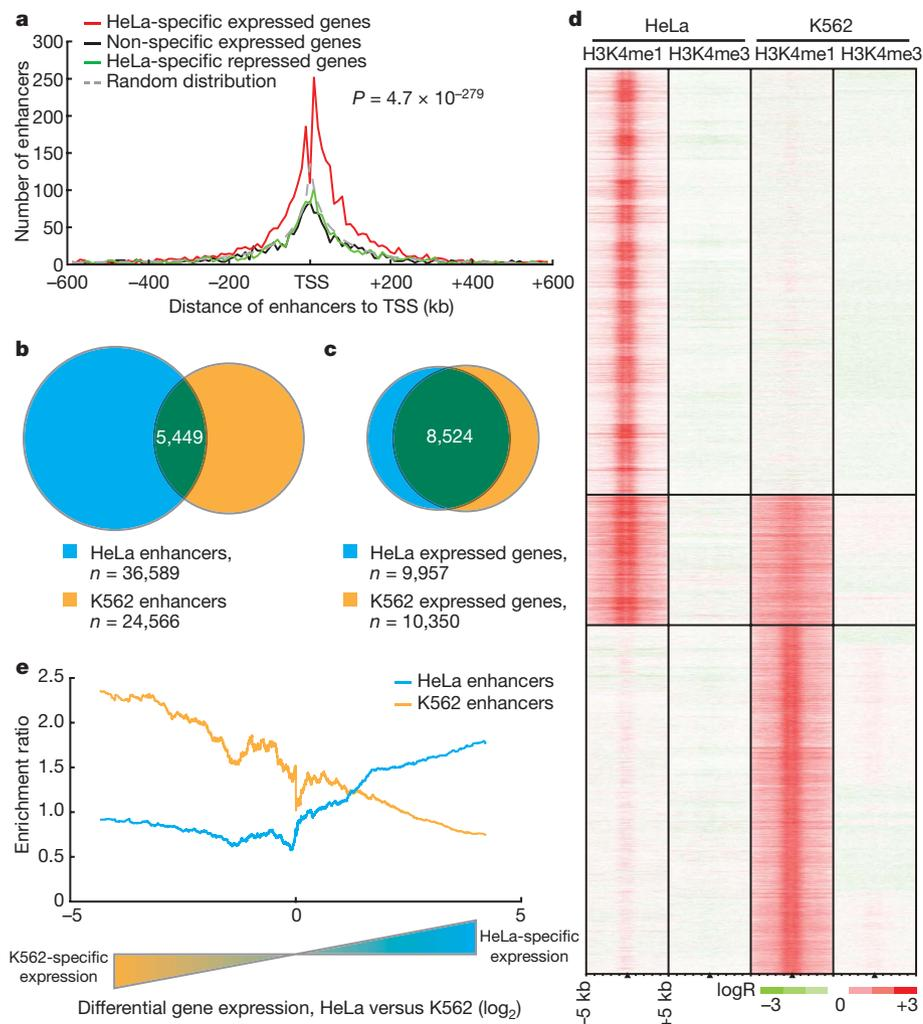 a
HeLa-specific expressed genes
Non-specific expressed genes
HeLa-specific repressed genes
Random distribution
P = 4.7 × 10–279
Number of enhancers
300
250
200
150
100
50
0
–600
–400
–200
TSS
+200
+400
+600
Distance of enhancers to TSS (kb)
b
5,449
HeLa enhancers,
n = 36,589
K562 enhancers
n = 24,566
c
8,524
HeLa expressed genes,
n = 9,957
K562 expressed genes,
n = 10,350
d
HeLa
K562
H3K4me1
H3K4me3
H3K4me1
H3K4me3
–5 kb
+5 kb
logR
–3
0
+3
e
HeLa enhancers
K562 enhancers
Enrichment ratio
2.5
2.0
1.5
1.0
0.5
0
–5
0
5
K562-specific
expression
HeLa-specific
expression
Differential gene expression, HeLa versus K562 (log2)